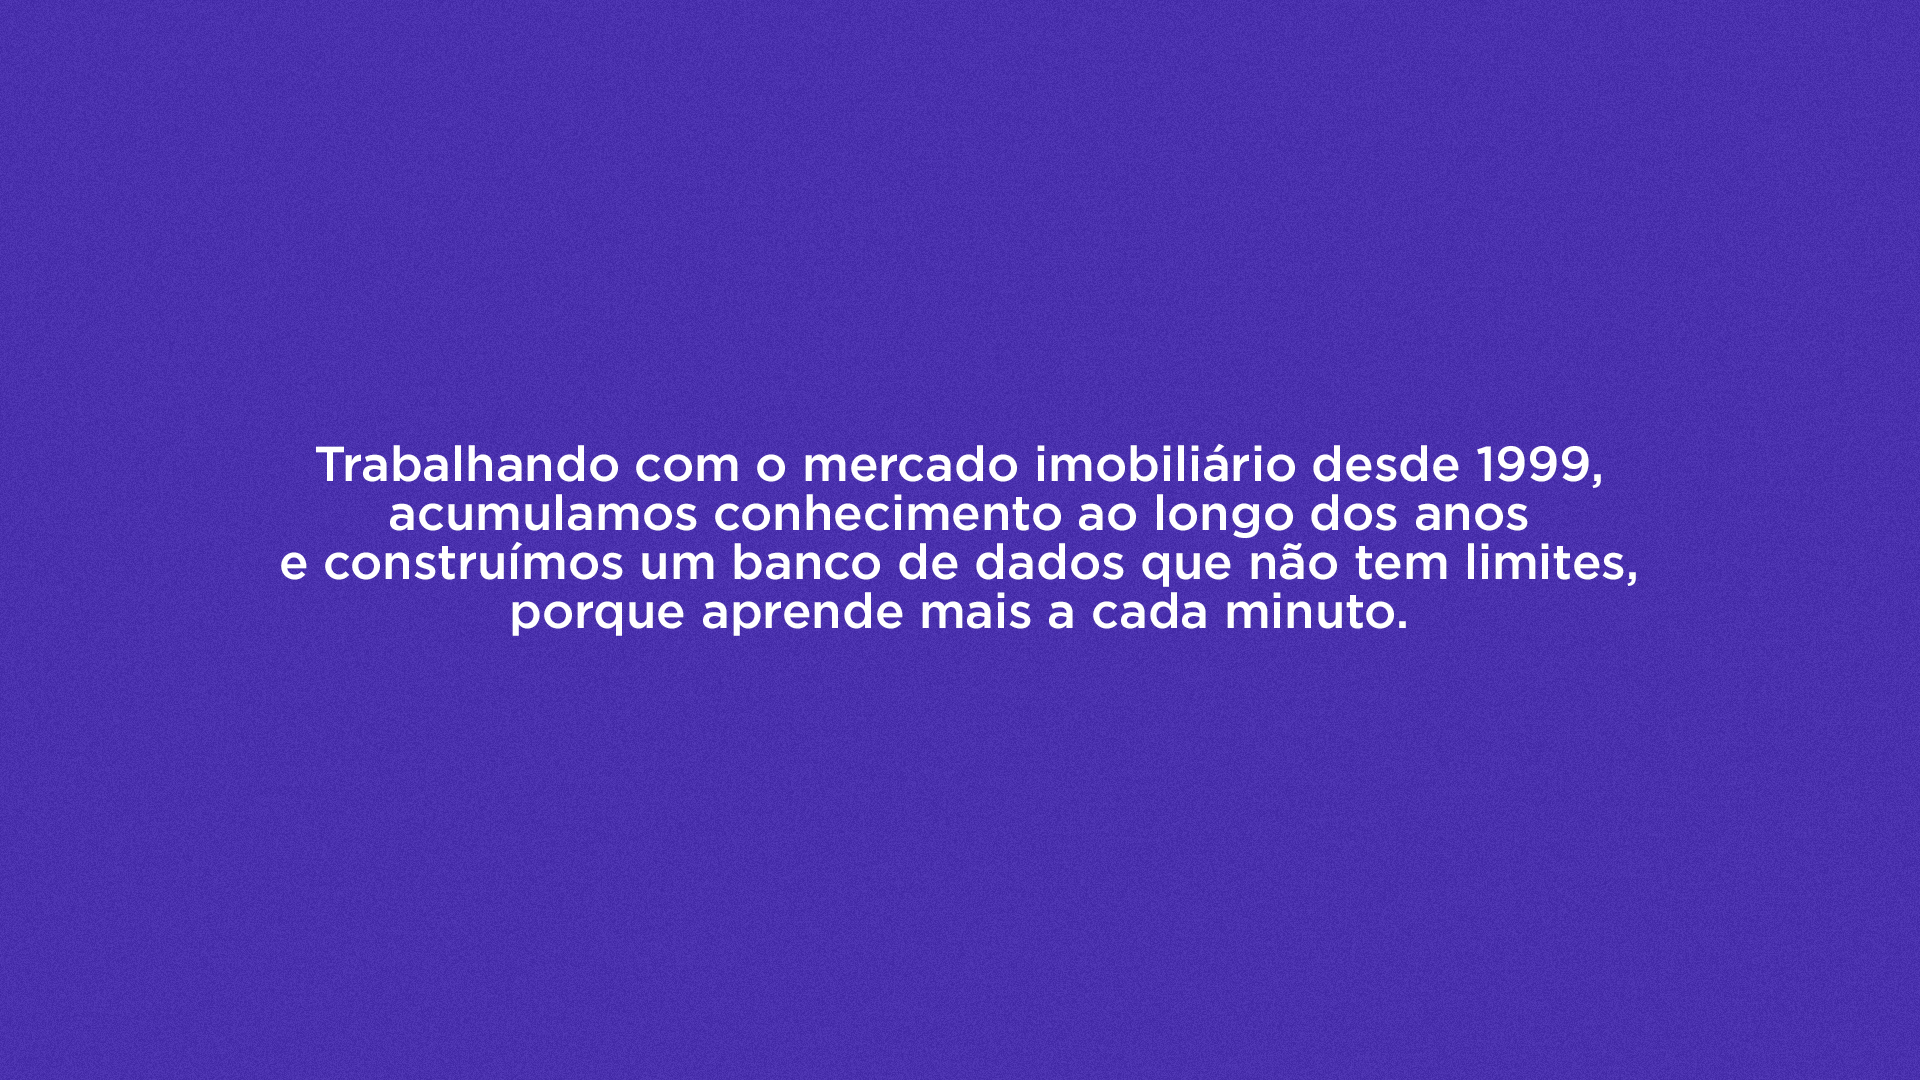 Trabalhando com o mercado imobiliário desde 1999,
acumulamos conhecimento ao longo dos anos
e construímos um banco de dados que não tem limites,
porque aprende mais a cada minuto.